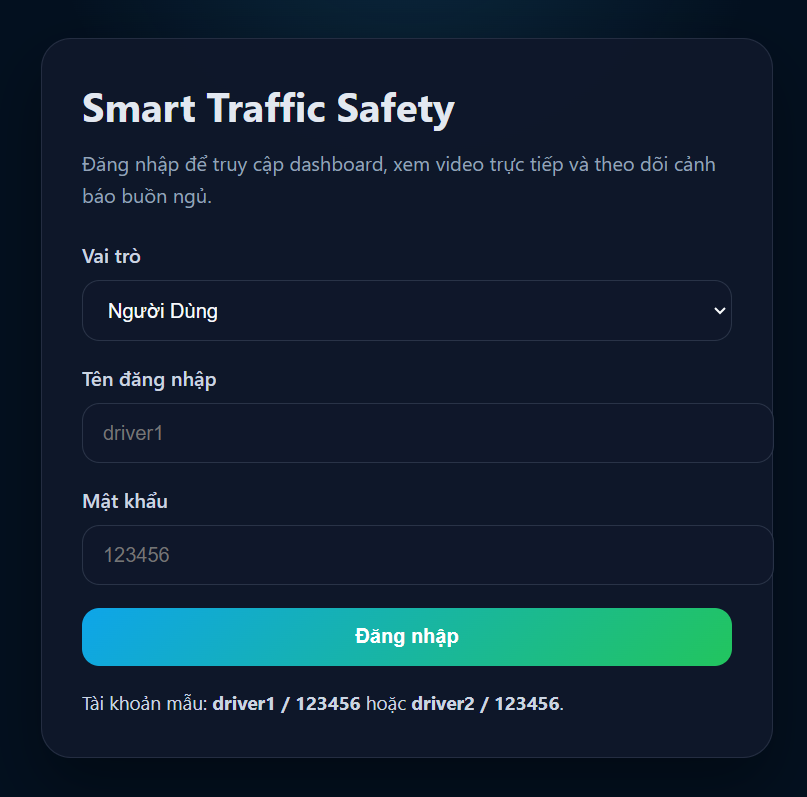 Smart Traffic Safety
Đăng nhập để truy cập dashboard, xem video trực tiếp và theo dõi cảnh
báo buồn ngủ.
Vai trò
Người Dùng
Tên đăng nhập
driver1
Mật khẩu
123456
Đăng nhập
Tài khoản mẫu: driver1 / 123456 hoặc driver2 / 123456.